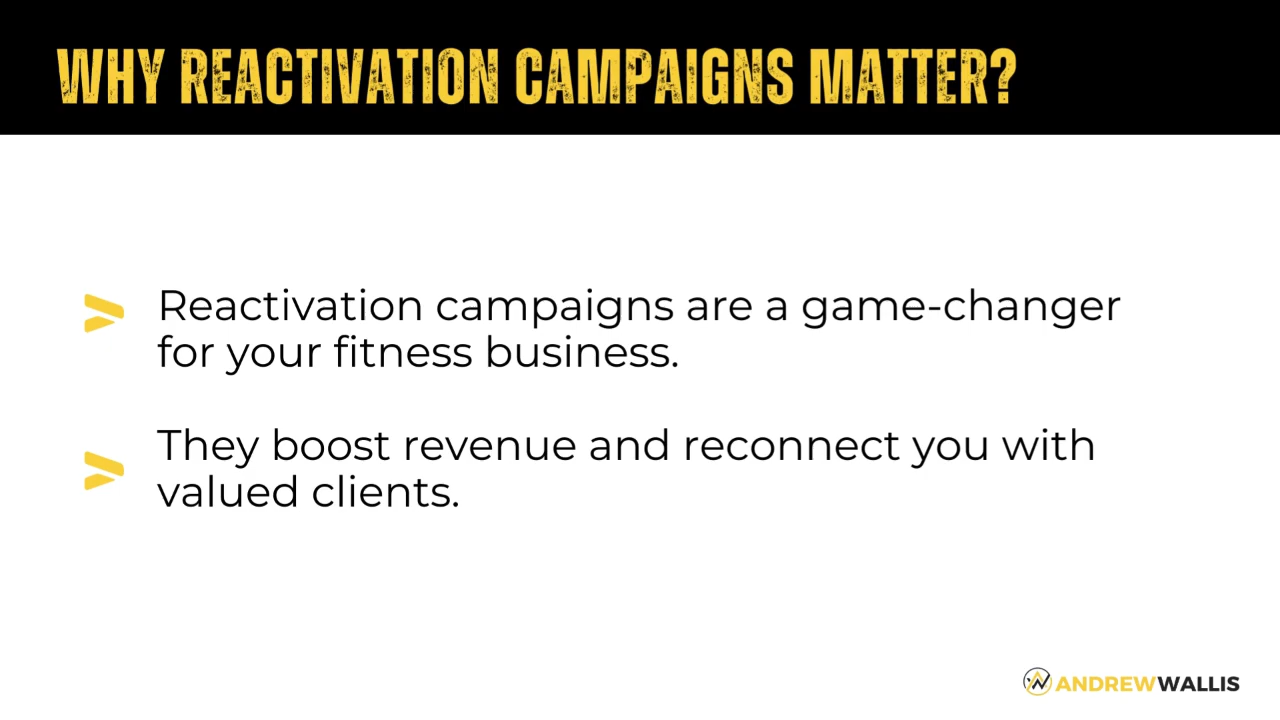 WHY REACTIVATION CAMPAIGNS MATTER?
Reactivation campaigns are a game-changer
for your fitness business.
They boost revenue and reconnect you with
valued clients.
ANDREWWALLIS